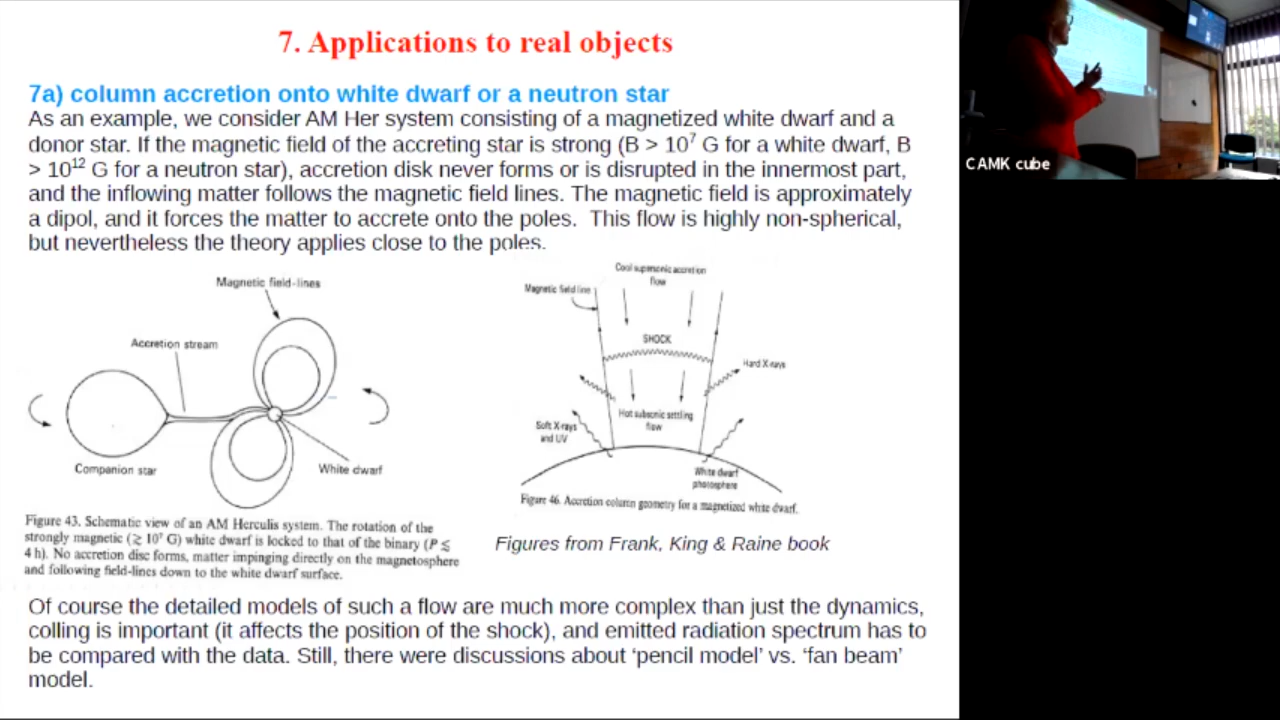 7. Applications to real objects
7a) column accretion onto white dwarf or a neutron star
As an example, we consider AM Her system consisting of a magnetized white dwarf and a
donor star. If the magnetic field of the accreting star is strong (B > 10⁷ G for a white dwarf, B
> 10¹² G for a neutron star), accretion disk never forms or is disrupted in the innermost part,
and the inflowing matter follows the magnetic field lines. The magnetic field is approximately
a dipol, and it forces the matter to accrete onto the poles. This flow is highly non-spherical,
but nevertheless the theory applies close to the poles.
Magnetic field-lines
Accretion stream
Companion star
White dwarf
Figure 43. Schematic view of an AM Herculis system. The rotation of the
strongly magnetic (≳ 10⁷ G) white dwarf is locked to that of the binary (P ≲
4 h). No accretion disc forms, matter impinging directly on the magnetosphere
and following field-lines down to the white dwarf surface.
Cool supersonic accretion
flow
Magnetic field line
SHOCK
Hard X-rays
Hot subsonic settling
flow
Soft X-rays
and UV
White dwarf
photosphere
Figure 46. Accretion column geometry for a magnetized white dwarf.
Figures from Frank, King & Raine book
Of course the detailed models of such a flow are much more complex than just the dynamics,
colling is important (it affects the position of the shock), and emitted radiation spectrum has to
be compared with the data. Still, there were discussions about ‘pencil model’ vs. ‘fan beam’
model.
CAMK cube